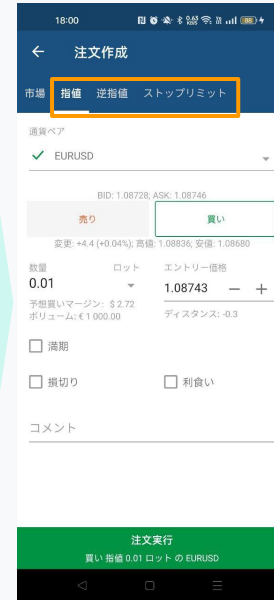 18:00
注文作成
市場 指値 逆指値 ストップリミット
通貨ペア
EURUSD
BID: 1.08728; ASK: 1.08746
売り 買い
変更: +4.4 (+0.04%); 高値: 1.08836; 安値: 1.08680
数量 ロット エントリー価格
0.01 1.08743
予想買いマージン: $ 2.72
ボリューム: € 1 000.00 ディスタンス: -0.3
満期
損切り 利食い
コメント
注文実行
買い 指値 0.01 ロット の EURUSD